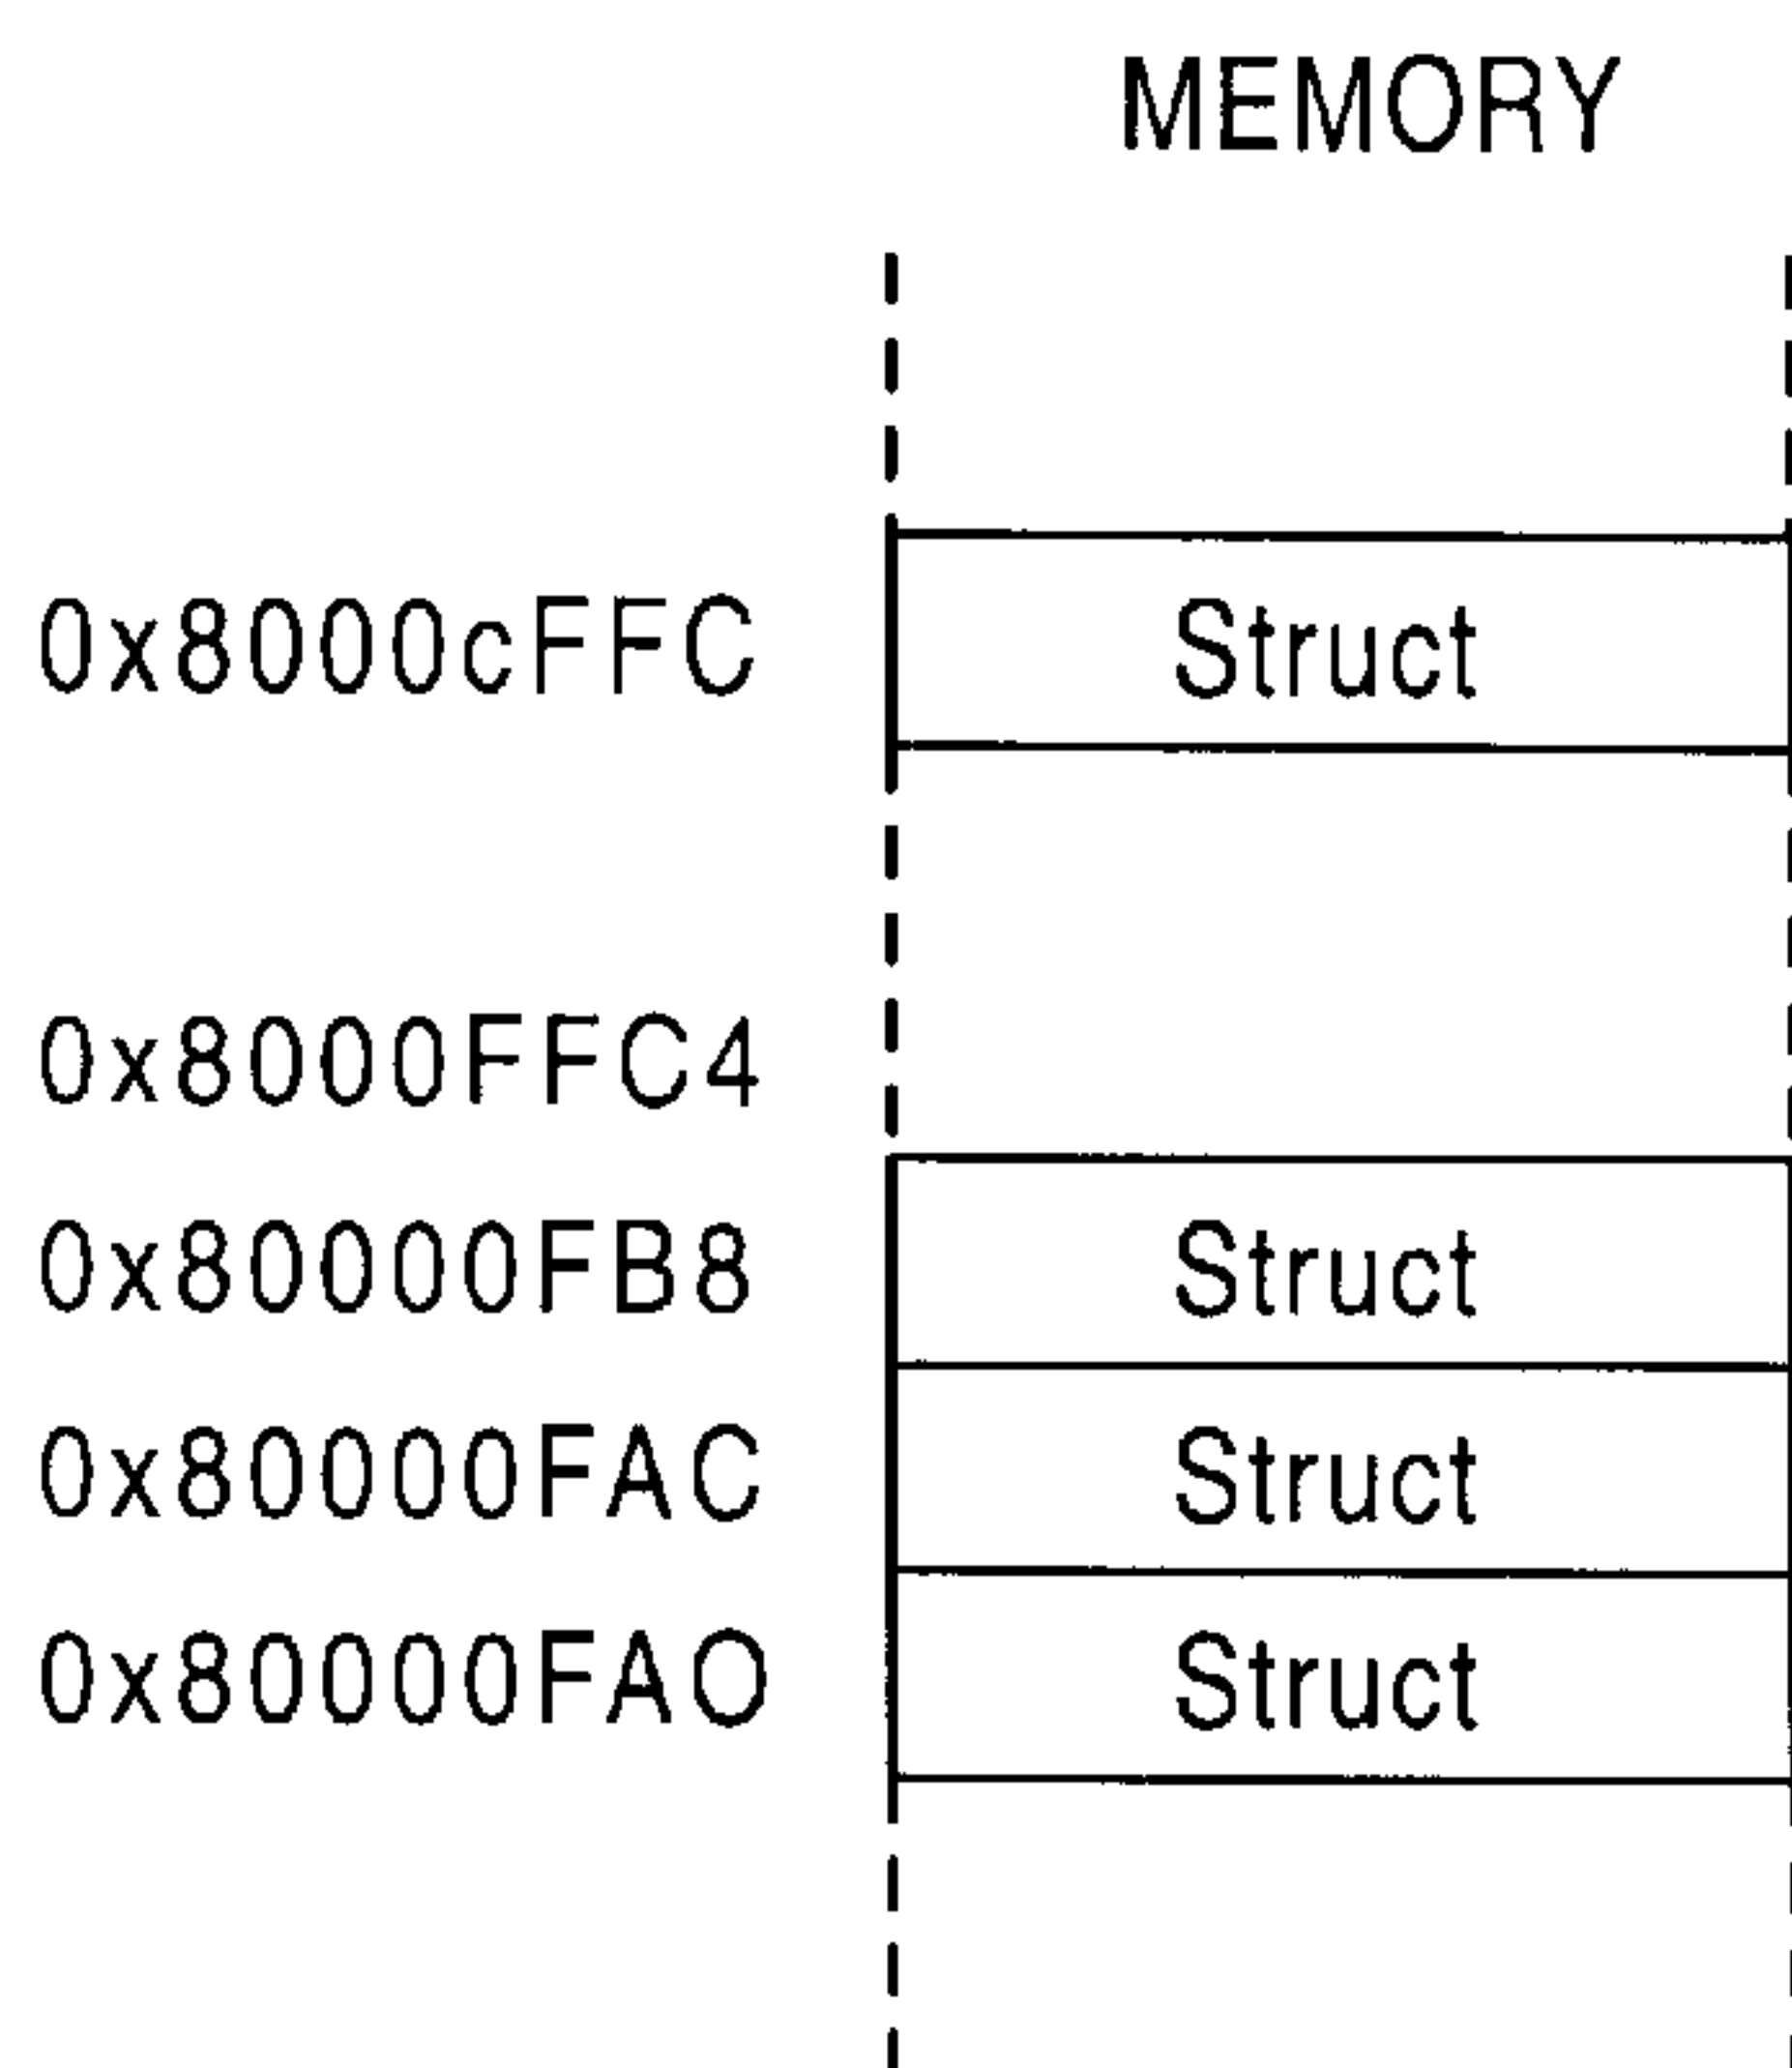 MEMORY
0x8000cFFC Struct
0x8000FFC4
0x80000FB8 Struct
0x80000FAC Struct
0x80000FAO Struct